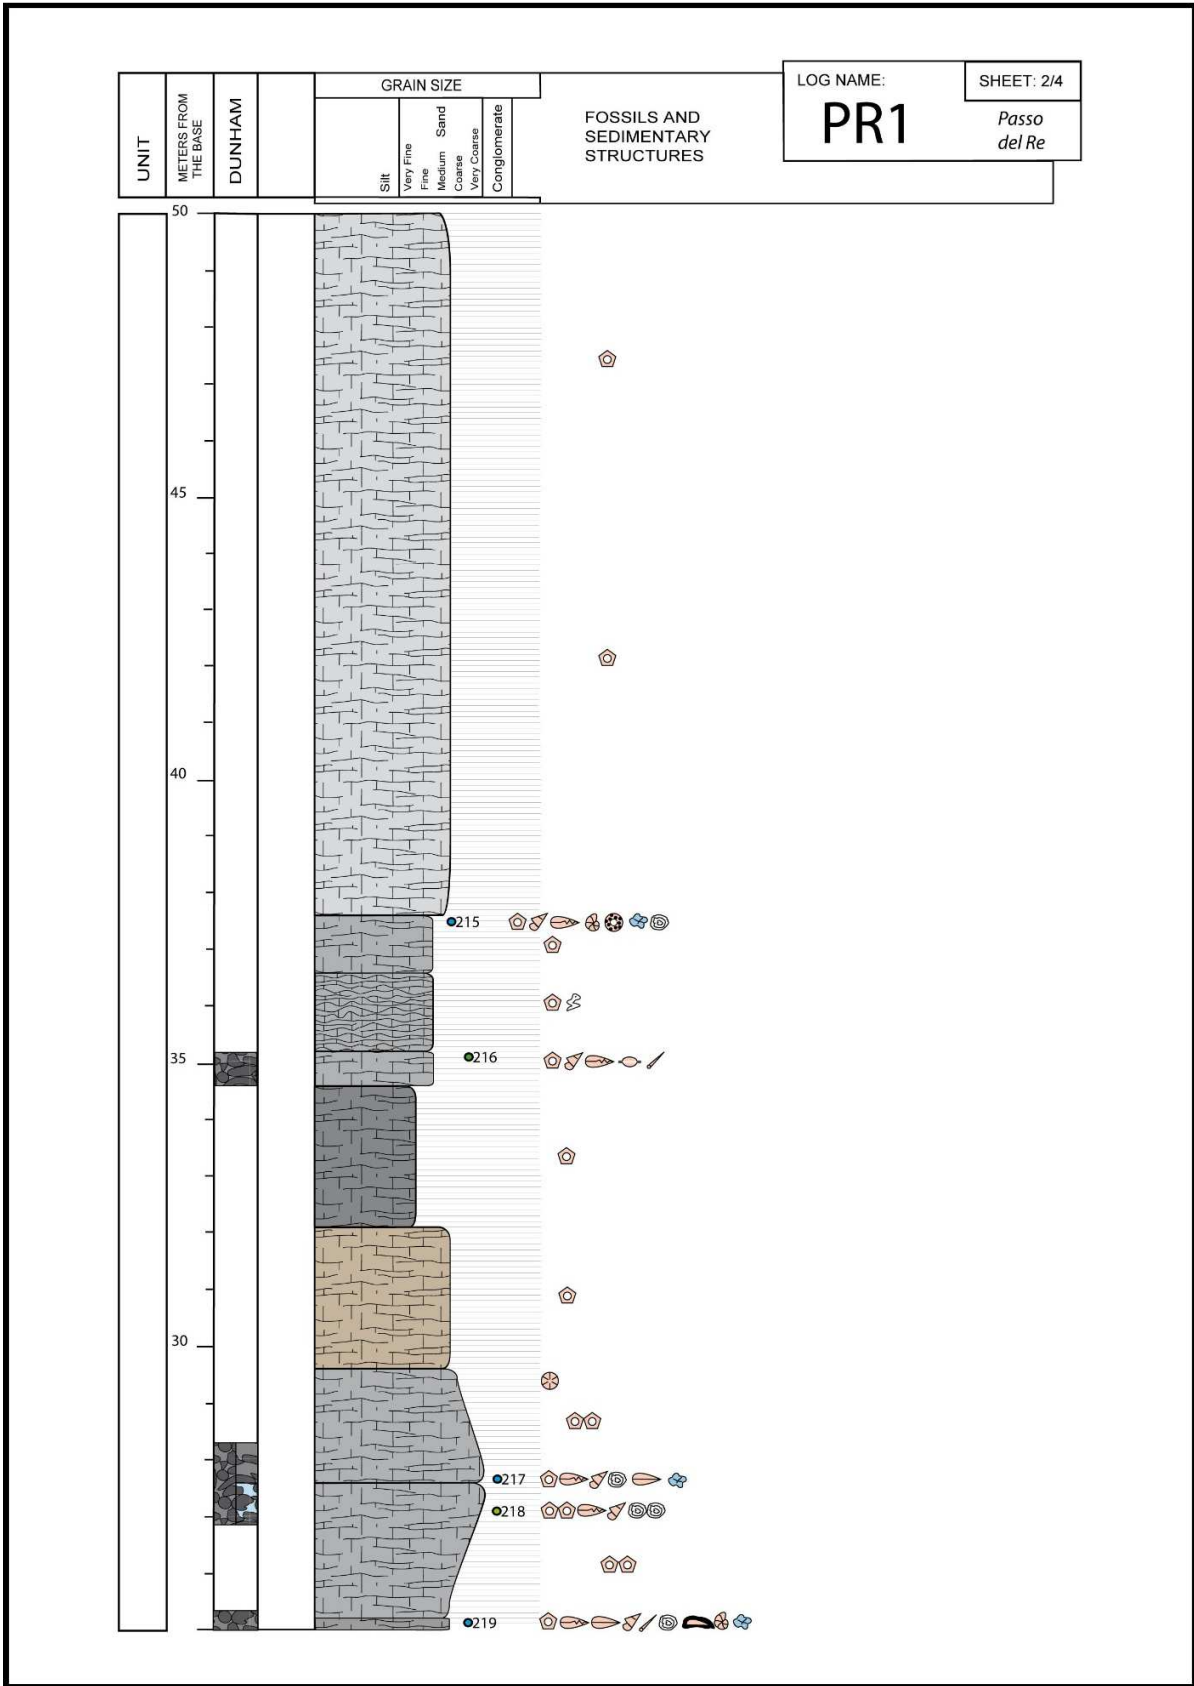 UNIT
METERS FROM
THE BASE
DUNHAM
GRAIN SIZE
Silt
Very Fine
Fine
Medium
Sand
Coarse
Very Coarse
Conglomerate
FOSSILS AND
SEDIMENTARY
STRUCTURES
LOG NAME:
PR1
SHEET: 2/4
Passo
del Re
50
45
40
215
35
216
30
217
218
219